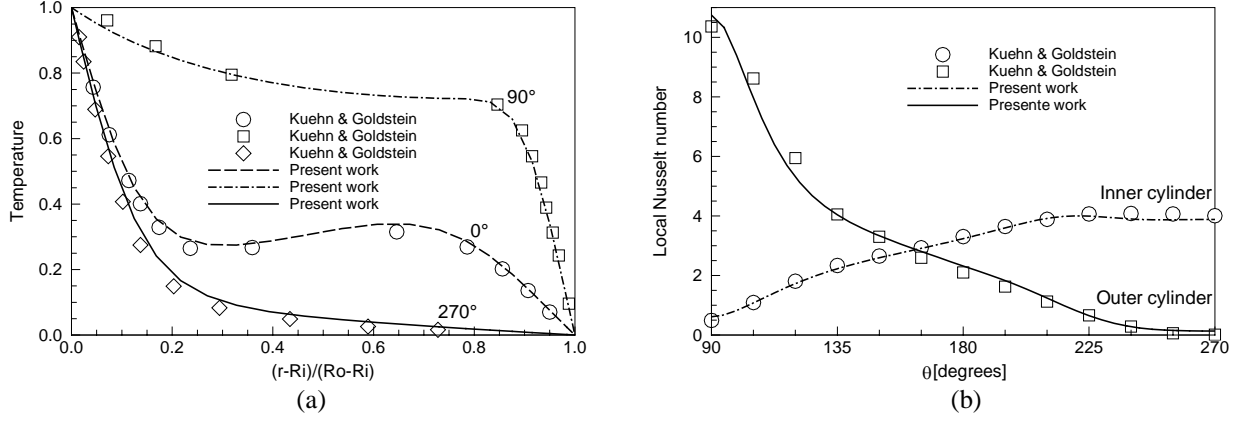 (a)
Temperature
1.0
0.8
0.6
0.4
0.2
0.0
0.0
0.2
0.4
0.6
0.8
1.0
(r-Ri)/(Ro-Ri)
90°
0°
270°
Kuehn & Goldstein
Kuehn & Goldstein
Kuehn & Goldstein
Present work
Present work
Present work
(a)
(b)
Local Nusselt number
10
8
6
4
2
0
90
135
180
225
270
θ[degrees]
Kuehn & Goldstein
Kuehn & Goldstein
Present work
Presente work
Inner cylinder
Outer cylinder
(b)